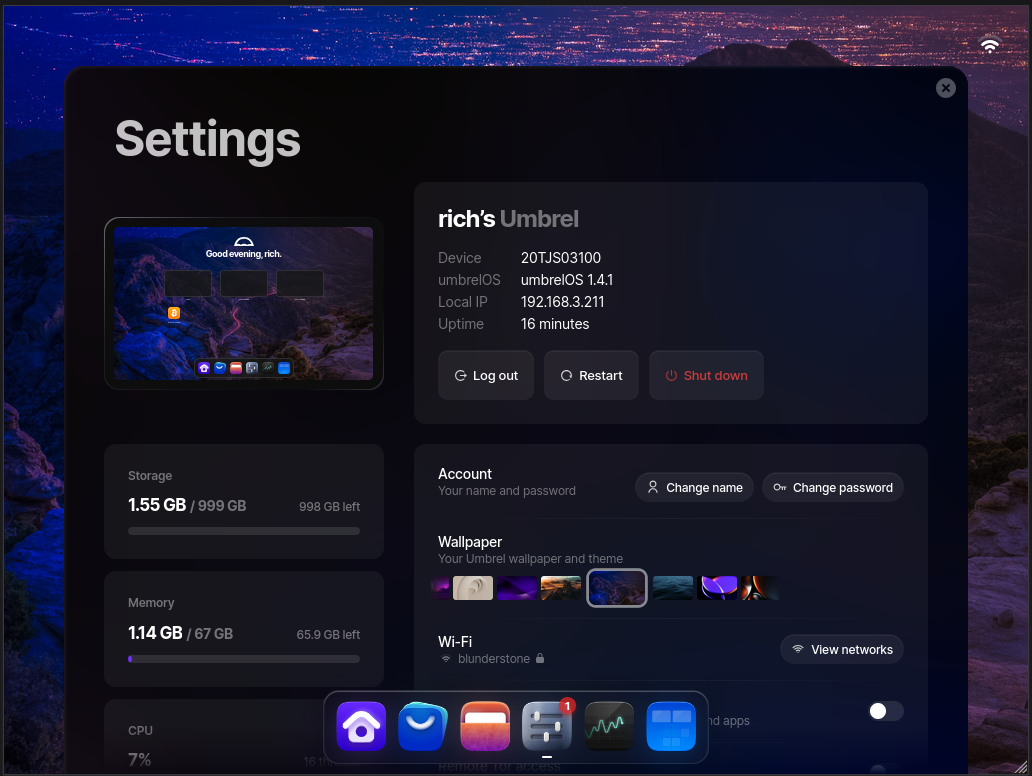 Settings
Good evening, rich.
rich's Umbrel
Device 20TJS03100
umbrelOS umbrelOS 1.4.1
Local IP 192.168.3.211
Uptime 16 minutes
Log out Restart Shut down
Storage
1.55 GB / 999 GB 998 GB left
Memory
1.14 GB / 67 GB 65.9 GB left
CPU
7% 16 th
Account
Your name and password
Change name Change password
Wallpaper
Your Umbrel wallpaper and theme
Wi-Fi
blunderstone
View networks
nd apps
Remote Tor access
1